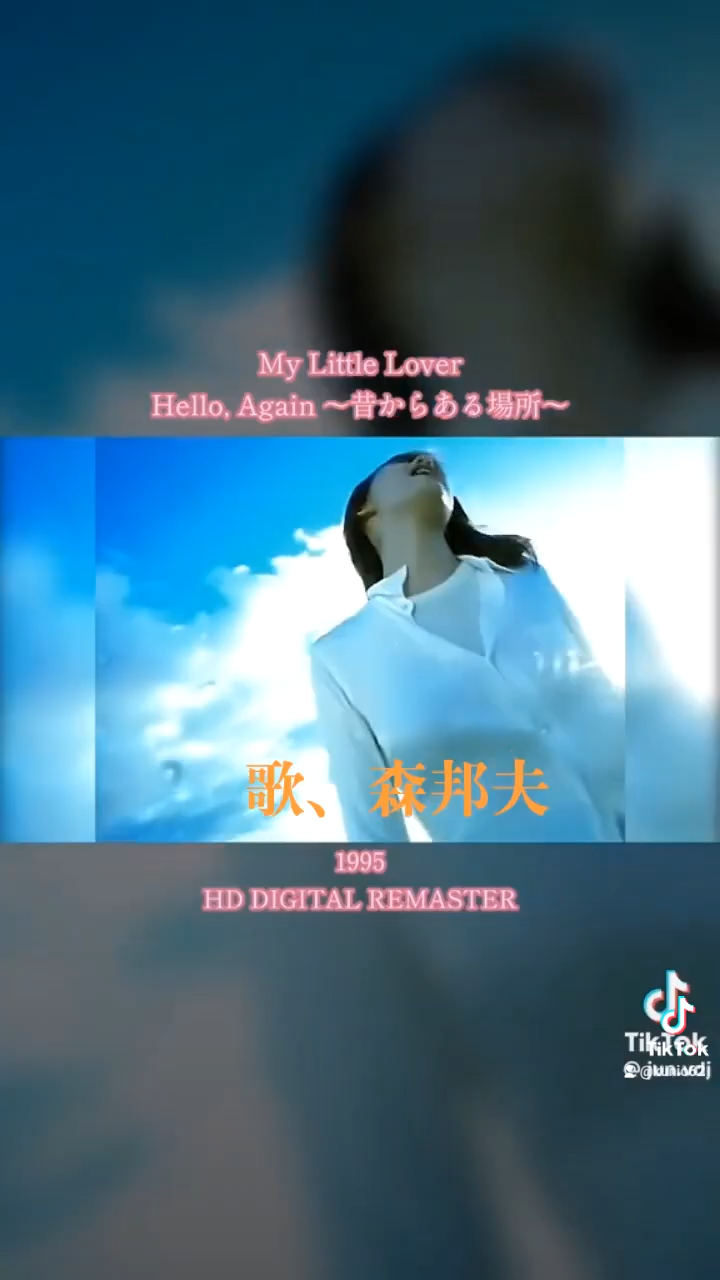 My Little Lover
Hello, Again 〜昔からある場所〜
歌、森邦夫
1995
HD DIGITAL REMASTER
TikTok
TikTok